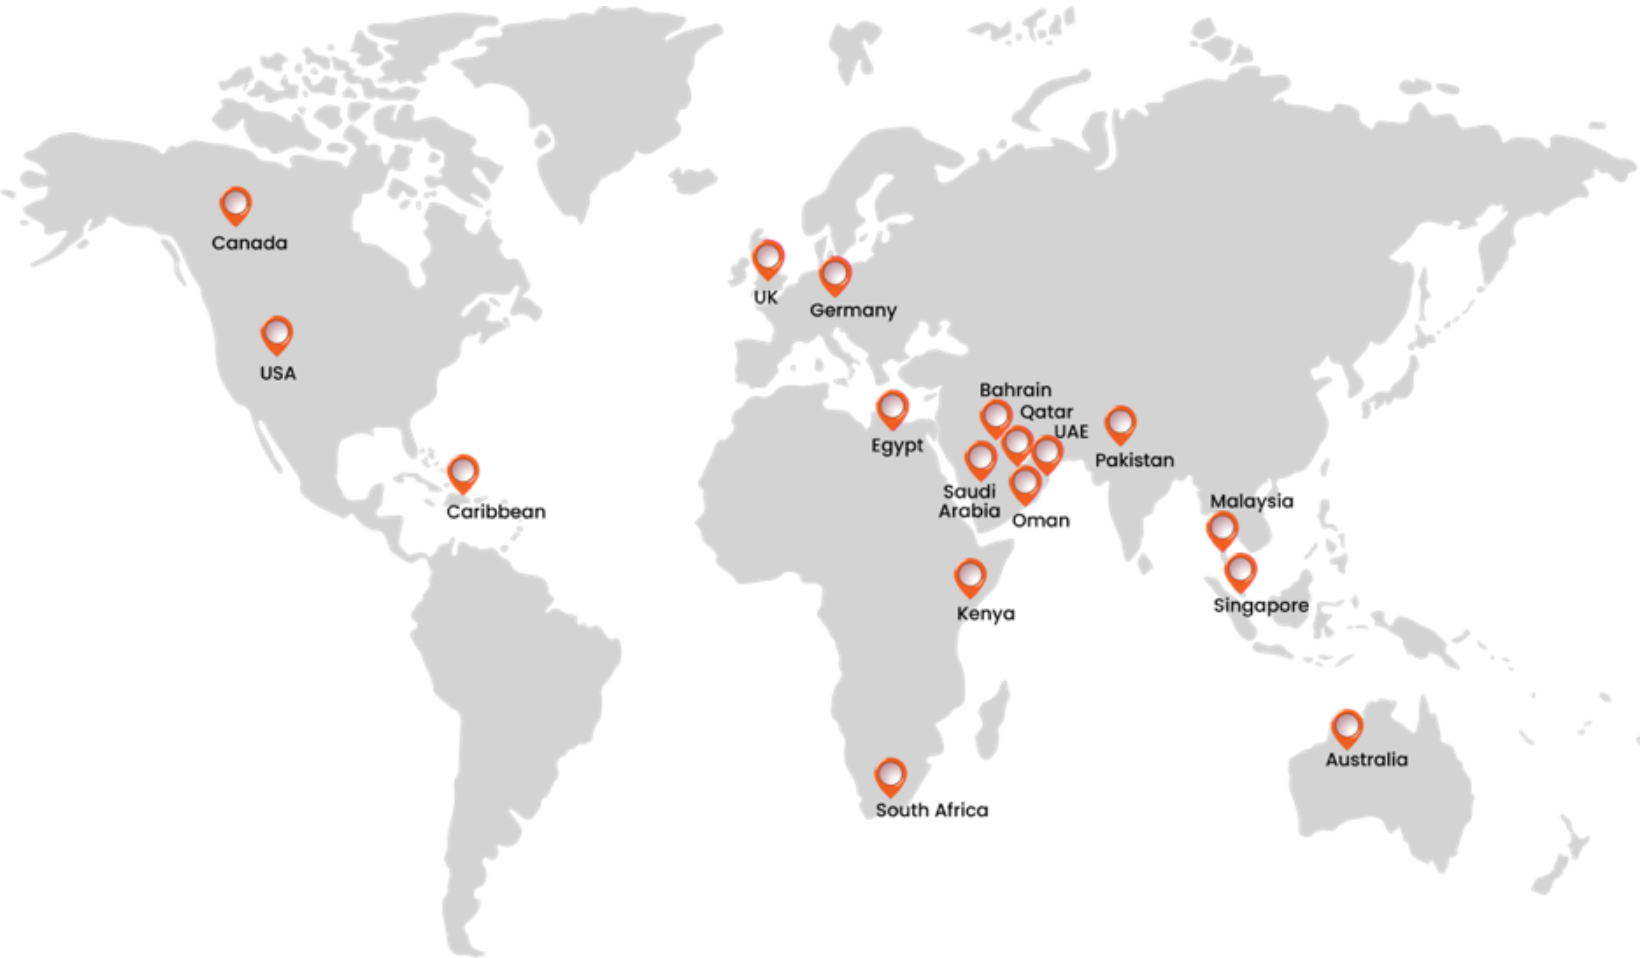 Canada
UK
Germany
USA
Bahrain
Qatar
UAE
Egypt
Pakistan
Saudi
Arabia
Oman
Malaysia
Caribbean
Singapore
Kenya
Australia
South Africa